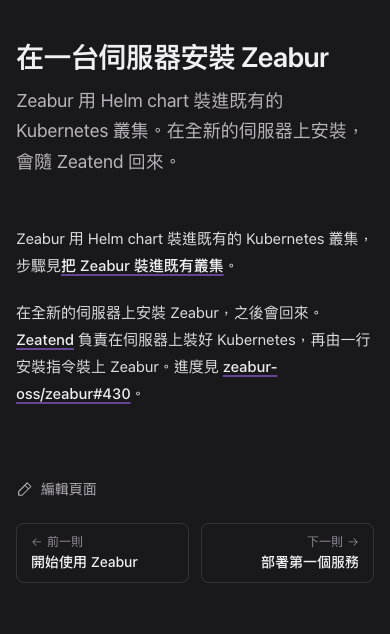 在一台伺服器安裝 Zeabur
Zeabur 用 Helm chart 裝進既有的
Kubernetes 叢集。在全新的伺服器上安裝，
會隨 Zeatend 回來。
Zeabur 用 Helm chart 裝進既有的 Kubernetes 叢集，
步驟見把 Zeabur 裝進既有叢集。
在全新的伺服器上安裝 Zeabur，之後會回來。
Zeatend 負責在伺服器上裝好 Kubernetes，再由一行
安裝指令裝上 Zeabur。進度見 zeabur-
oss/zeabur#430。
編輯頁面
← 前一則
開始使用 Zeabur
下一則 →
部署第一個服務